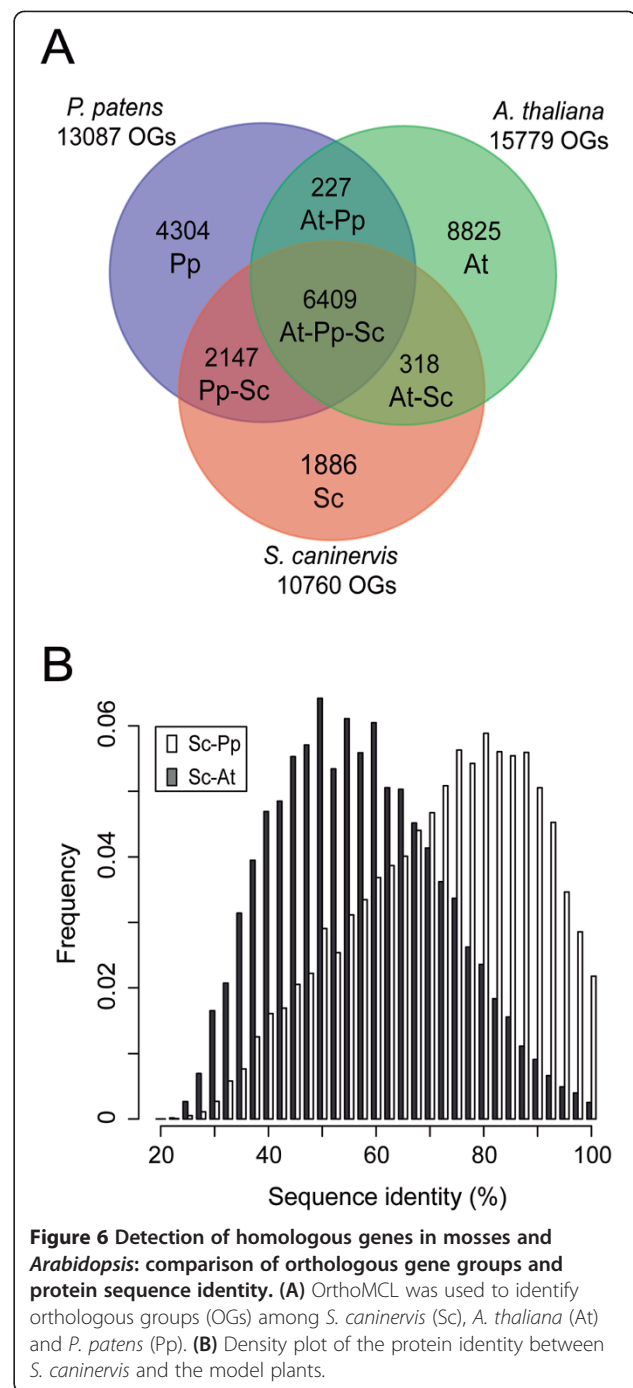 A
P. patens
13087 OGs
A. thaliana
15779 OGs
227
At-Pp
4304
Pp
8825
At
6409
At-Pp-Sc
2147
Pp-Sc
318
At-Sc
1886
Sc
S. caninervis
10760 OGs
B
Sc-Pp
Sc-At
Frequency
0.06
0.04
0.02
0
20 40 60 80 100
Sequence identity (%)
Figure 6 Detection of homologous genes in mosses and
Arabidopsis: comparison of orthologous gene groups and
protein sequence identity. (A) OrthoMCL was used to identify
orthologous groups (OGs) among S. caninervis (Sc), A. thaliana (At)
and P. patens (Pp). (B) Density plot of the protein identity between
S. caninervis and the model plants.